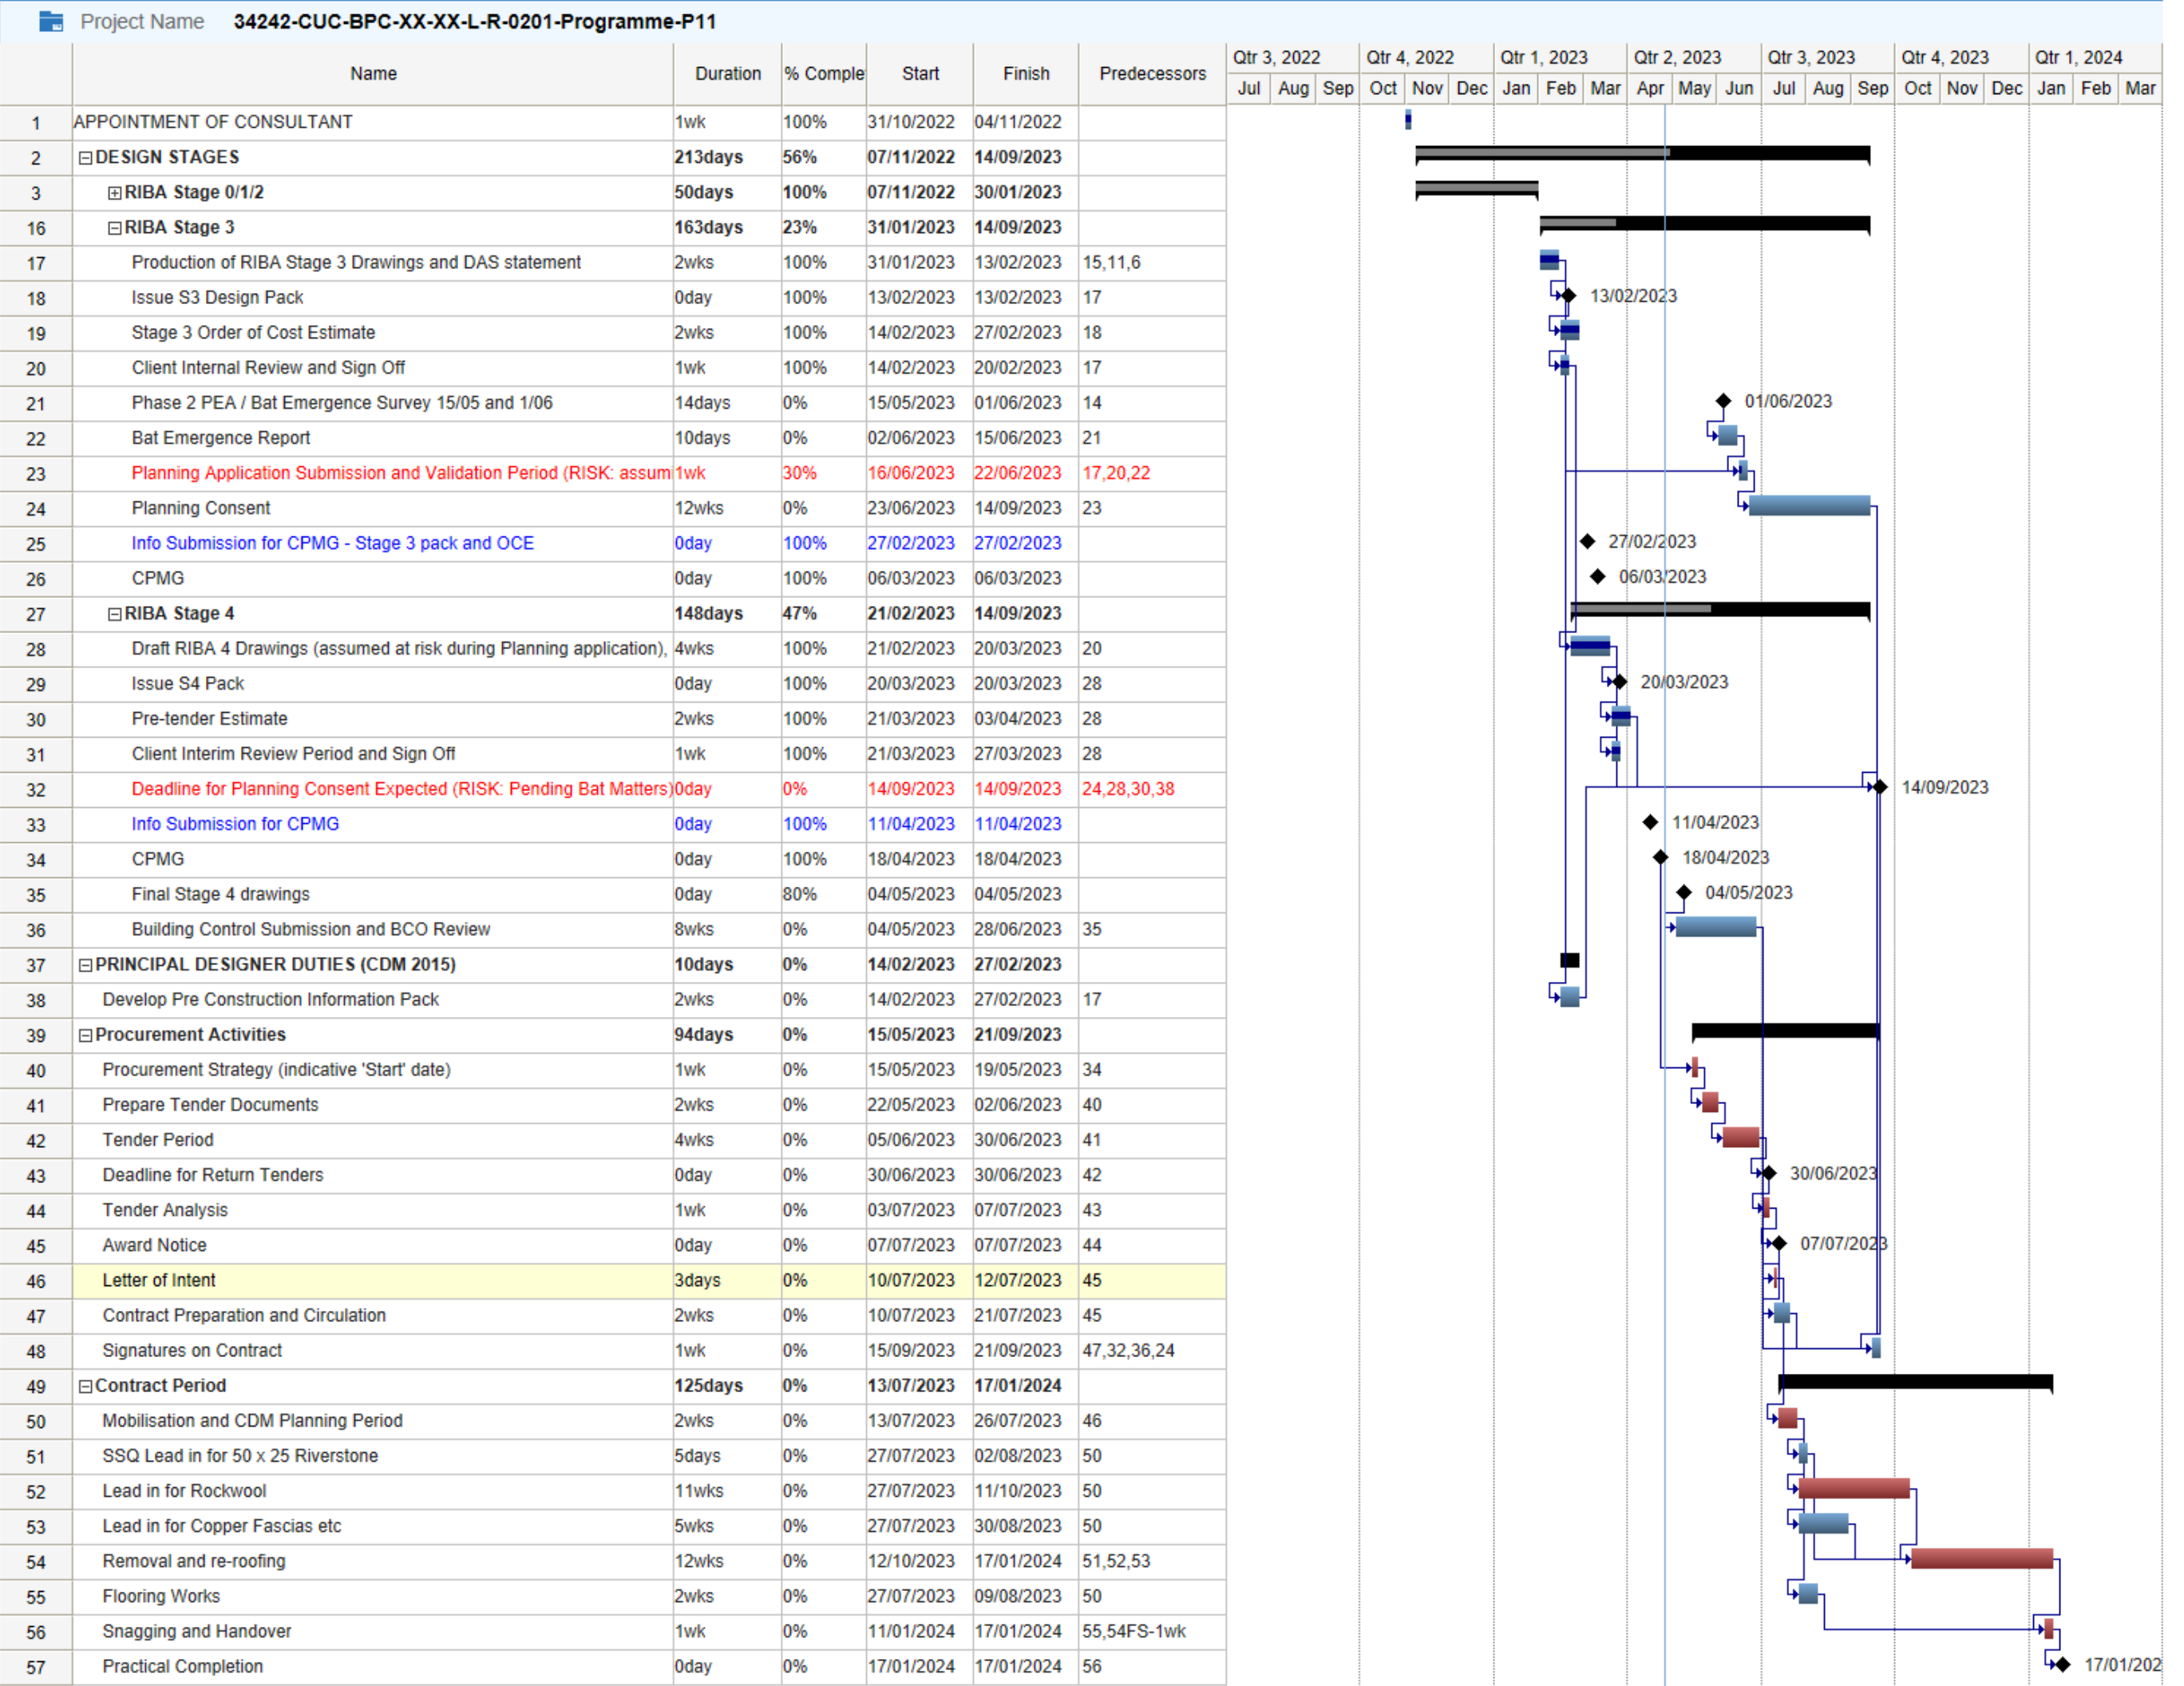 Project Name 34242-CUC-BPC-XX-XX-L-R-0201-Programme-P11
Qtr 3, 2022 Qtr 4, 2022 Qtr 1, 2023 Qtr 2, 2023 Qtr 3, 2023 Qtr 4, 2023 Qtr 1, 2024
Name Duration % Comple Start Finish Predecessors Jul Aug Sep Oct Nov Dec Jan Feb Mar Apr May Jun Jul Aug Sep Oct Nov Dec Jan Feb Mar
1 APPOINTMENT OF CONSULTANT 1wk 100% 31/10/2022 04/11/2022
2 DESIGN STAGES 213days 56% 07/11/2022 14/09/2023
3 RIBA Stage 0/1/2 50days 100% 07/11/2022 30/01/2023
16 RIBA Stage 3 163days 23% 31/01/2023 14/09/2023
17 Production of RIBA Stage 3 Drawings and DAS statement 2wks 100% 31/01/2023 13/02/2023 15,11,6
18 Issue S3 Design Pack 0day 100% 13/02/2023 13/02/2023 17 13/02/2023
19 Stage 3 Order of Cost Estimate 2wks 100% 14/02/2023 27/02/2023 18
20 Client Internal Review and Sign Off 1wk 100% 14/02/2023 20/02/2023 17
21 Phase 2 PEA / Bat Emergence Survey 15/05 and 1/06 14days 0% 15/05/2023 01/06/2023 14 01/06/2023
22 Bat Emergence Report 10days 0% 02/06/2023 15/06/2023 21
23 Planning Application Submission and Validation Period (RISK: assum 1wk 30% 16/06/2023 22/06/2023 17,20,22
24 Planning Consent 12wks 0% 23/06/2023 14/09/2023 23
25 Info Submission for CPMG - Stage 3 pack and OCE 0day 100% 27/02/2023 27/02/2023 27/02/2023
26 CPMG 0day 100% 06/03/2023 06/03/2023 06/03/2023
27 RIBA Stage 4 148days 47% 21/02/2023 14/09/2023
28 Draft RIBA 4 Drawings (assumed at risk during Planning application), 4wks 100% 21/02/2023 20/03/2023 20
29 Issue S4 Pack 0day 100% 20/03/2023 20/03/2023 28 20/03/2023
30 Pre-tender Estimate 2wks 100% 21/03/2023 03/04/2023 28
31 Client Interim Review Period and Sign Off 1wk 100% 21/03/2023 27/03/2023 28
32 Deadline for Planning Consent Expected (RISK: Pending Bat Matters) 0day 0% 14/09/2023 14/09/2023 24,28,30,38 14/09/2023
33 Info Submission for CPMG 0day 100% 11/04/2023 11/04/2023 11/04/2023
34 CPMG 0day 100% 18/04/2023 18/04/2023 18/04/2023
35 Final Stage 4 drawings 0day 80% 04/05/2023 04/05/2023 04/05/2023
36 Building Control Submission and BCO Review 8wks 0% 04/05/2023 28/06/2023 35
37 PRINCIPAL DESIGNER DUTIES (CDM 2015) 10days 0% 14/02/2023 27/02/2023
38 Develop Pre Construction Information Pack 2wks 0% 14/02/2023 27/02/2023 17
39 Procurement Activities 94days 0% 15/05/2023 21/09/2023
40 Procurement Strategy (indicative 'Start' date) 1wk 0% 15/05/2023 19/05/2023 34
41 Prepare Tender Documents 2wks 0% 22/05/2023 02/06/2023 40
42 Tender Period 4wks 0% 05/06/2023 30/06/2023 41
43 Deadline for Return Tenders 0day 0% 30/06/2023 30/06/2023 42 30/06/2023
44 Tender Analysis 1wk 0% 03/07/2023 07/07/2023 43
45 Award Notice 0day 0% 07/07/2023 07/07/2023 44 07/07/2023
46 Letter of Intent 3days 0% 10/07/2023 12/07/2023 45
47 Contract Preparation and Circulation 2wks 0% 10/07/2023 21/07/2023 45
48 Signatures on Contract 1wk 0% 15/09/2023 21/09/2023 47,32,36,24
49 Contract Period 125days 0% 13/07/2023 17/01/2024
50 Mobilisation and CDM Planning Period 2wks 0% 13/07/2023 26/07/2023 46
51 SSQ Lead in for 50 x 25 Riverstone 5days 0% 27/07/2023 02/08/2023 50
52 Lead in for Rockwool 11wks 0% 27/07/2023 11/10/2023 50
53 Lead in for Copper Fascias etc 5wks 0% 27/07/2023 30/08/2023 50
54 Removal and re-roofing 12wks 0% 12/10/2023 17/01/2024 51,52,53
55 Flooring Works 2wks 0% 27/07/2023 09/08/2023 50
56 Snagging and Handover 1wk 0% 11/01/2024 17/01/2024 55,54FS-1wk
57 Practical Completion 0day 0% 17/01/2024 17/01/2024 56 17/01/202